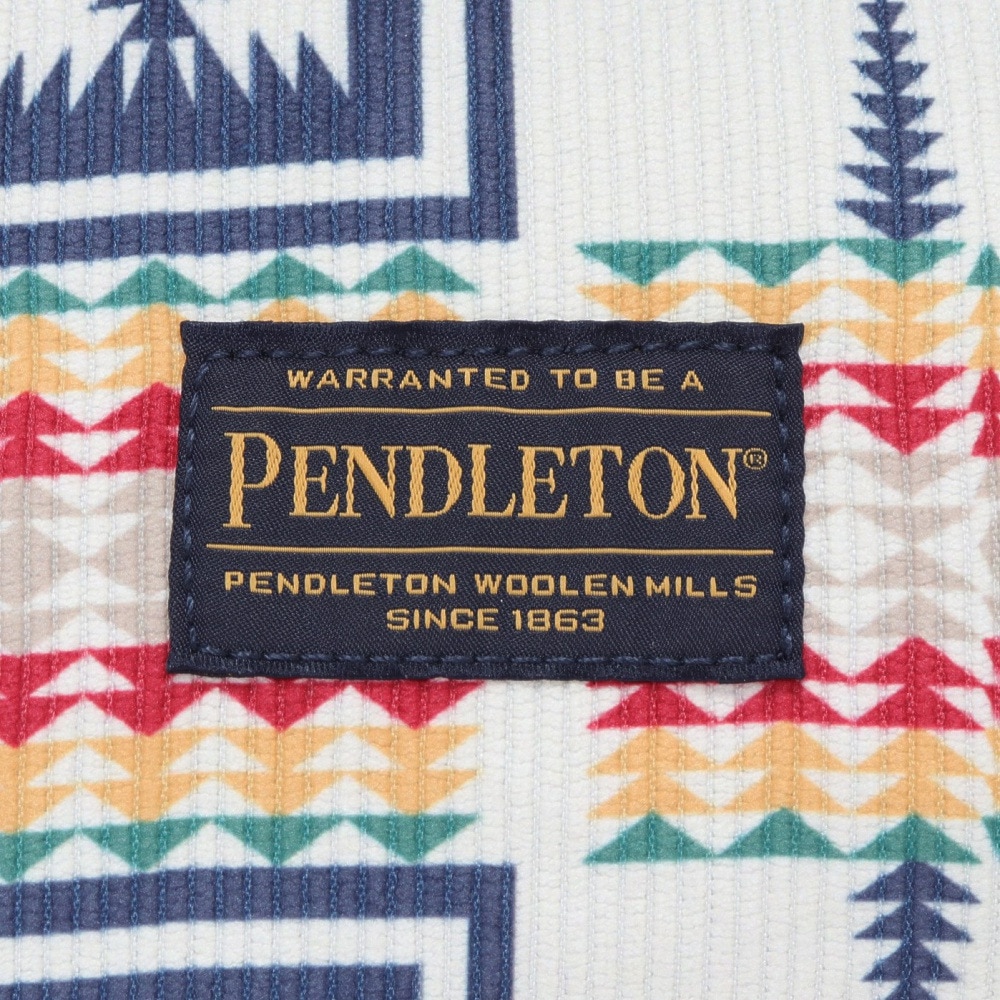 WARRANTED TO BE A
PENDLETON®
PENDLETON WOOLEN MILLS
SINCE 1863